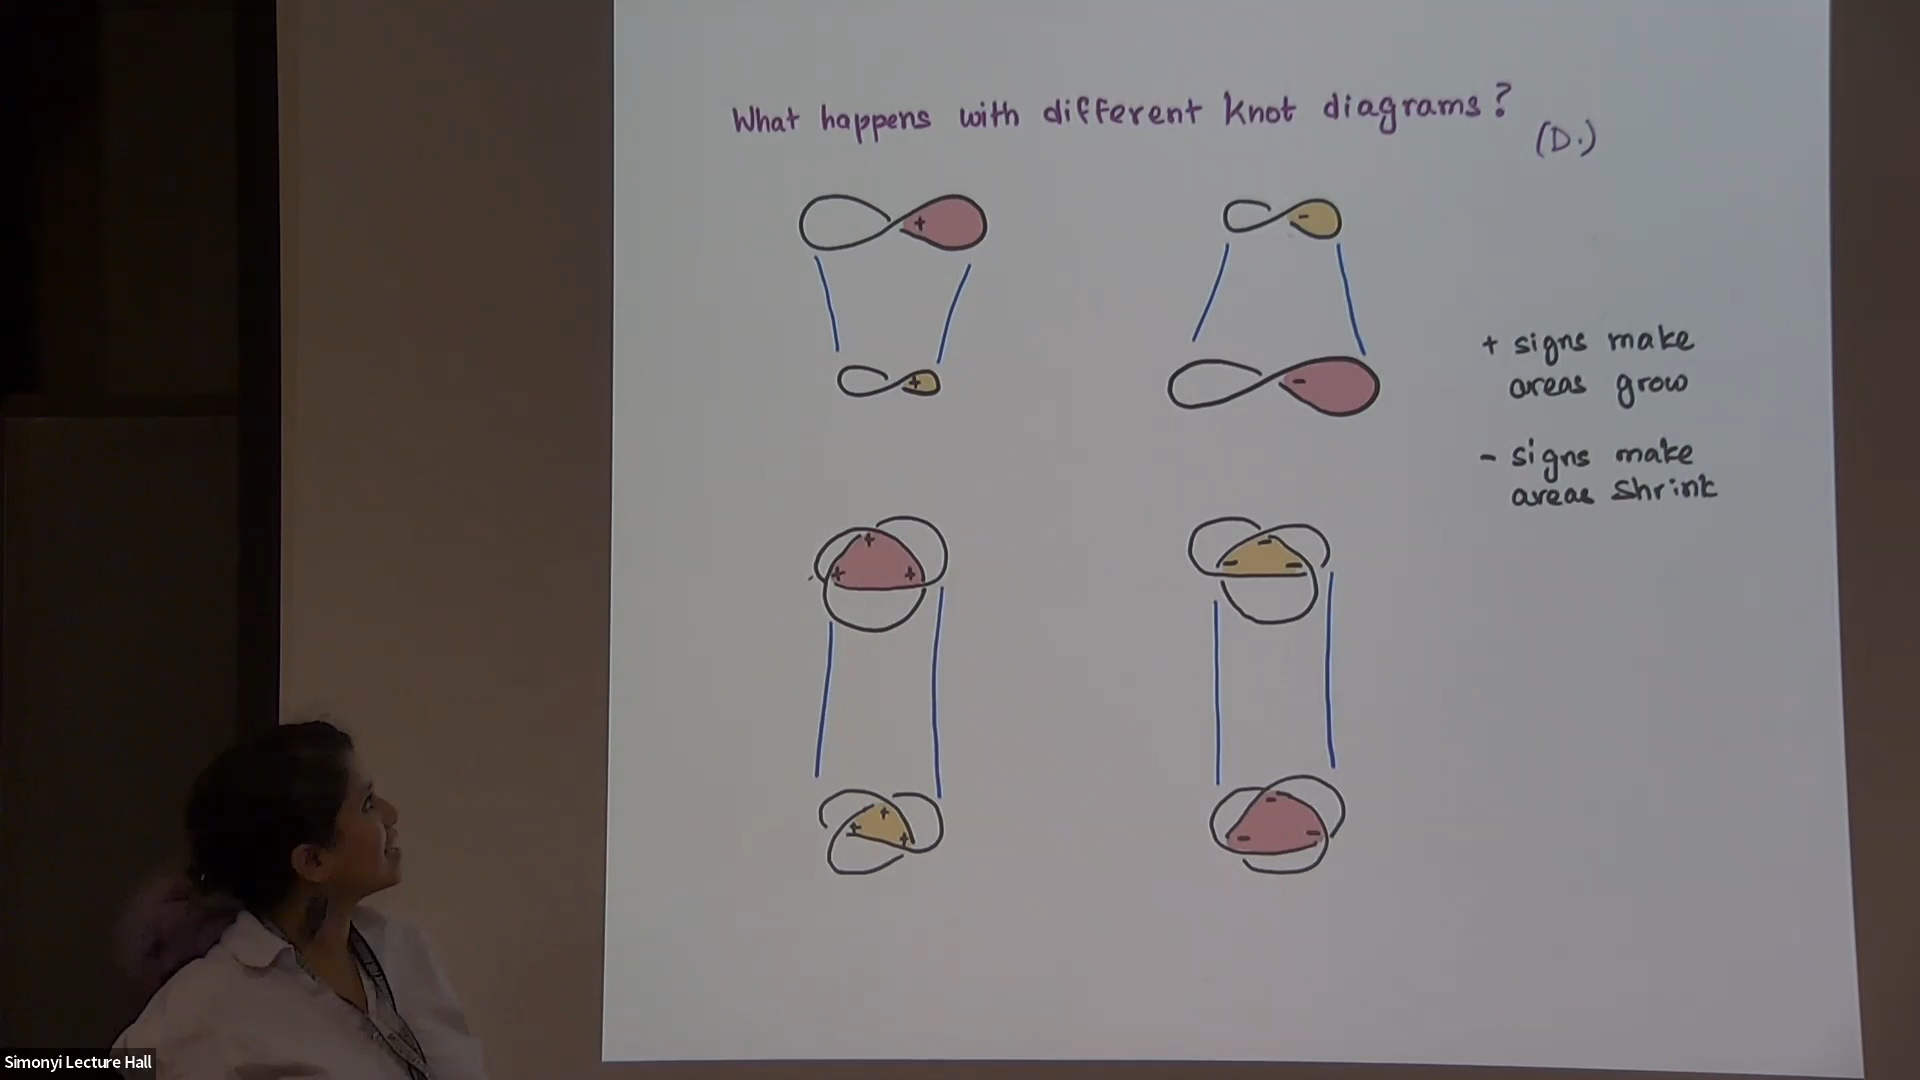 What happens with different knot diagrams?
(D.)
+
-
+ signs make
areas grow
+
-
- signs make
areas shrink
+
+ +
-
- -
+
+ +
-
- -
Simonyi Lecture Hall